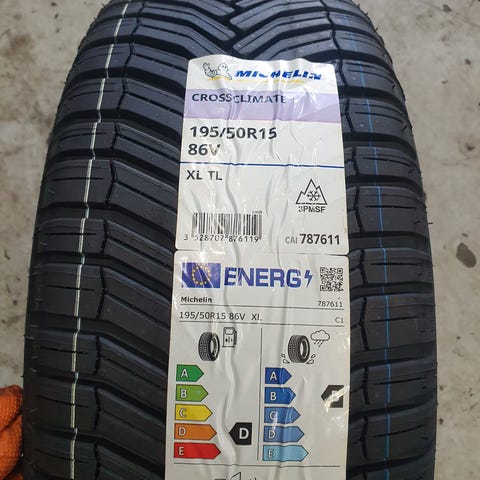 MICHELIN
CROSSCLIMATE+
195/50R15
86V
XL TL
3PMSF
3 528707 876119
CAI 787611
ENERG
Michelin
787611
195/50R15 86V XL
C1
A
B
C
D
E
D
A
B
C
D
E
B